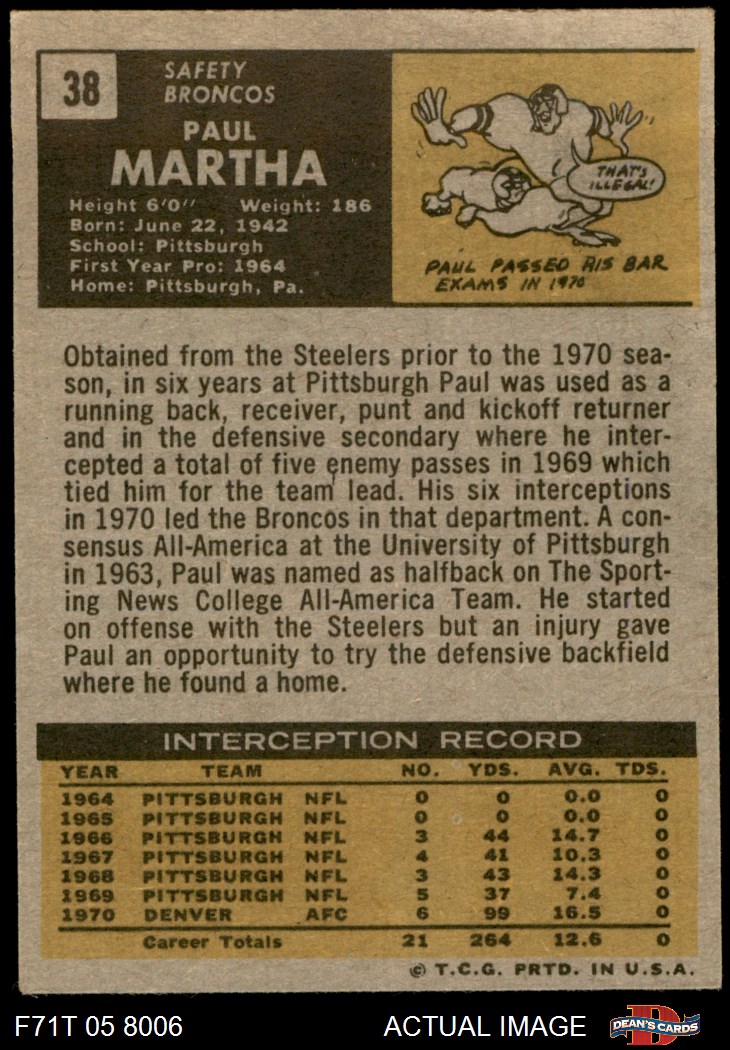 38
SAFETY
BRONCOS
PAUL
MARTHA
Height 6'0" Weight: 186
Born: June 22, 1942
School: Pittsburgh
First Year Pro: 1964
Home: Pittsburgh, Pa.
THAT'S
ILLEGAL!
PAUL PASSED HIS BAR
EXAMS IN 1970
Obtained from the Steelers prior to the 1970 sea-
son, in six years at Pittsburgh Paul was used as a
running back, receiver, punt and kickoff returner
and in the defensive secondary where he inter-
cepted a total of five enemy passes in 1969 which
tied him for the team lead. His six interceptions
in 1970 led the Broncos in that department. A con-
sensus All-America at the University of Pittsburgh
in 1963, Paul was named as halfback on The Sport-
ing News College All-America Team. He started
on offense with the Steelers but an injury gave
Paul an opportunity to try the defensive backfield
where he found a home.
INTERCEPTION RECORD
YEAR TEAM NO. YDS. AVG. TDS.
1964 PITTSBURGH NFL 0 0 0.0 0
1965 PITTSBURGH NFL 0 0 0.0 0
1966 PITTSBURGH NFL 3 44 14.7 0
1967 PITTSBURGH NFL 4 41 10.3 0
1968 PITTSBURGH NFL 3 43 14.3 0
1969 PITTSBURGH NFL 5 37 7.4 0
1970 DENVER AFC 6 99 16.5 0
Career Totals 21 264 12.6 0
© T.C.G. PRTD. IN U.S.A.
F71T 05 8006 ACTUAL IMAGE D DEAN'S CARDS